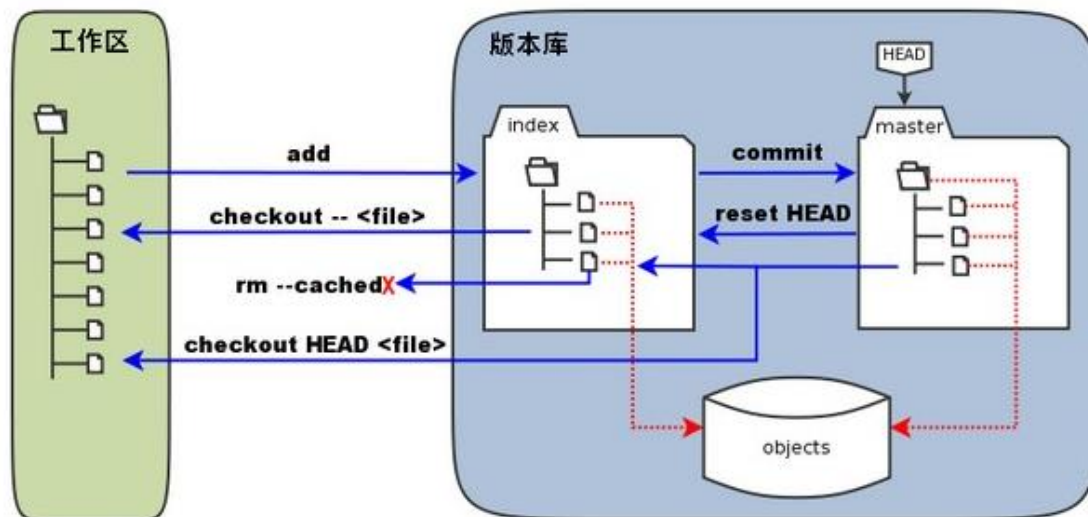 工作区
版本库
HEAD
index
master
add
commit
checkout -- <file>
reset HEAD
rm --cachedX
checkout HEAD <file>
objects